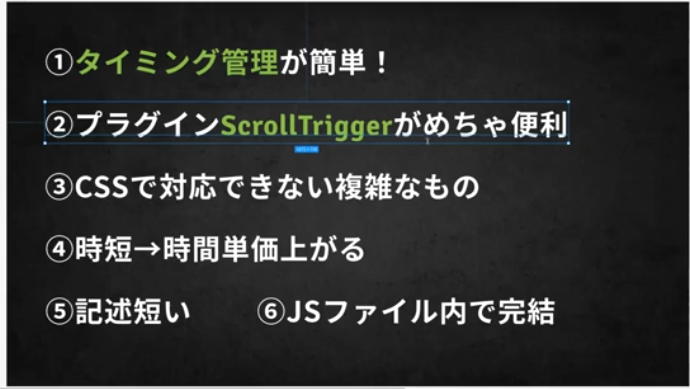 ①タイミング管理が簡単！
②プラグインScrollTriggerがめちゃ便利
③CSSで対応できない複雑なもの
④時短→時間単価上がる
⑤記述短い　　⑥JSファイル内で完結